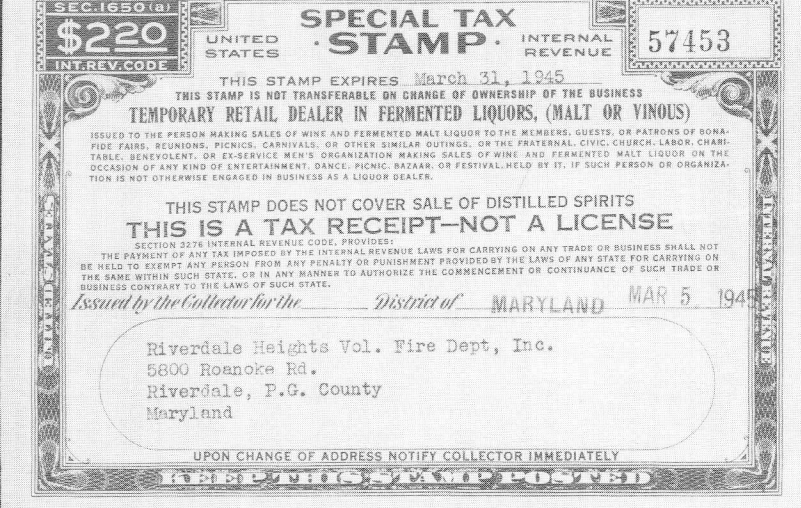 SEC. 1650 (a)
$2.20
INT. REV. CODE
SPECIAL TAX
UNITED STATES · STAMP · INTERNAL REVENUE
57453
THIS STAMP EXPIRES March 31, 1945
THIS STAMP IS NOT TRANSFERABLE ON CHANGE OF OWNERSHIP OF THE BUSINESS
TEMPORARY RETAIL DEALER IN FERMENTED LIQUORS, (MALT OR VINOUS)
ISSUED TO THE PERSON MAKING SALES OF WINE AND FERMENTED MALT LIQUOR TO THE MEMBERS, GUESTS, OR PATRONS OF BONA-
FIDE FAIRS, REUNIONS, PICNICS, CARNIVALS, OR OTHER SIMILAR OUTINGS, OR THE FRATERNAL, CIVIC, CHURCH, LABOR, CHARI-
TABLE, BENEVOLENT, OR EX-SERVICE MEN'S ORGANIZATION MAKING SALES OF WINE AND FERMENTED MALT LIQUOR ON THE
OCCASION OF ANY KIND OF ENTERTAINMENT, DANCE, PICNIC, BAZAAR, OR FESTIVAL, HELD BY IT, IF SUCH PERSON OR ORGANIZA-
TION IS NOT OTHERWISE ENGAGED IN BUSINESS AS A LIQUOR DEALER.
THIS STAMP DOES NOT COVER SALE OF DISTILLED SPIRITS
THIS IS A TAX RECEIPT—NOT A LICENSE
SECTION 3276 INTERNAL REVENUE CODE, PROVIDES:
THE PAYMENT OF ANY TAX IMPOSED BY THE INTERNAL REVENUE LAWS FOR CARRYING ON ANY TRADE OR BUSINESS SHALL NOT
BE HELD TO EXEMPT ANY PERSON FROM ANY PENALTY OR PUNISHMENT PROVIDED BY THE LAWS OF ANY STATE FOR CARRYING ON
THE SAME WITHIN SUCH STATE, OR IN ANY MANNER TO AUTHORIZE THE COMMENCEMENT OR CONTINUANCE OF SUCH TRADE OR
BUSINESS CONTRARY TO THE LAWS OF SUCH STATE.
Issued by the Collector for the District of MARYLAND MAR 5 1945
Riverdale Heights Vol. Fire Dept, Inc.
5800 Roanoke Rd.
Riverdale, P.G. County
Maryland
UPON CHANGE OF ADDRESS NOTIFY COLLECTOR IMMEDIATELY
KEEP THIS STAMP POSTED